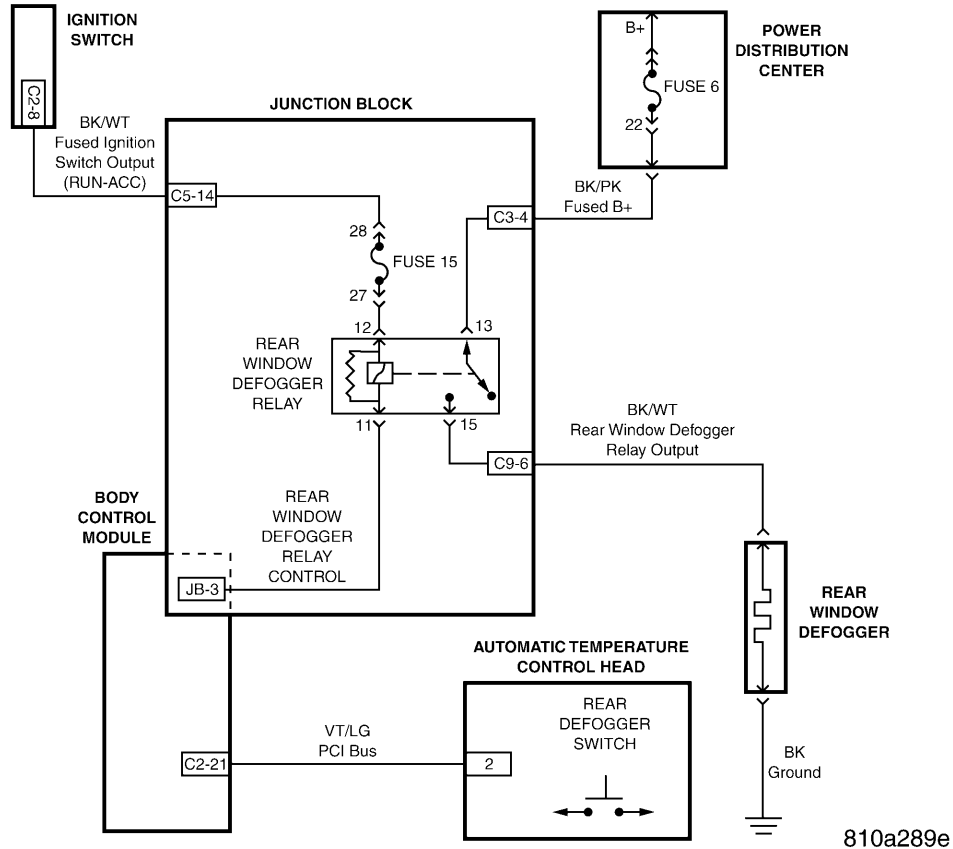 IGNITION
SWITCH
C2-8
BK/WT
Fused Ignition
Switch Output
(RUN-ACC)
JUNCTION BLOCK
B+
FUSE 6
22
POWER
DISTRIBUTION
CENTER
BK/PK
Fused B+
C5-14
C3-4
28
FUSE 15
27
12
13
REAR
WINDOW
DEFOGGER
RELAY
11
15
C9-6
BK/WT
Rear Window Defogger
Relay Output
BODY
CONTROL
MODULE
REAR
WINDOW
DEFOGGER
RELAY
CONTROL
JB-3
REAR
WINDOW
DEFOGGER
AUTOMATIC TEMPERATURE
CONTROL HEAD
REAR
DEFOGGER
SWITCH
VT/LG
PCI Bus
C2-21
2
BK
Ground
810a289e